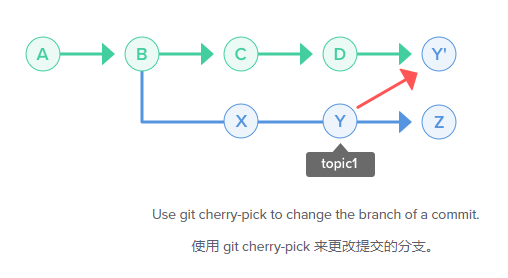 A B C D Y'
X Y Z
topic1
Use git cherry-pick to change the branch of a commit.
使用 git cherry-pick 来更改提交的分支。